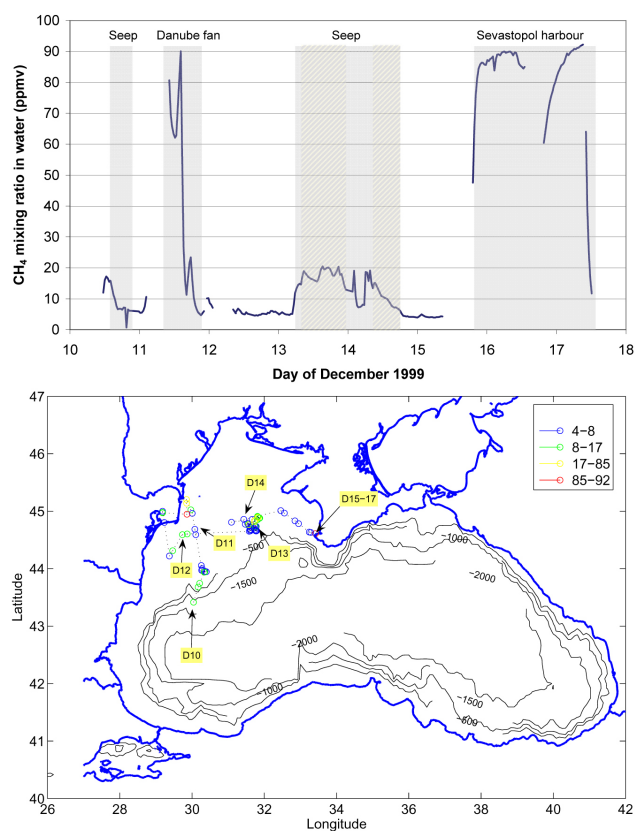 Seep Danube fan Seep Sevastopol harbour
100
90
80
70
60
50
40
30
20
10
0
CH4 mixing ratio in water (ppmv)
10 11 12 13 14 15 16 17 18
Day of December 1999
47
46
45
44
43
42
41
40
Latitude
4−8
8−17
17−85
85−92
D14
D15−17
D11
D13
D12
D10
−500
−1000
−2000
−1500
−2000
−1000
−1500
−500
26 28 30 32 34 36 38 40 42
Longitude